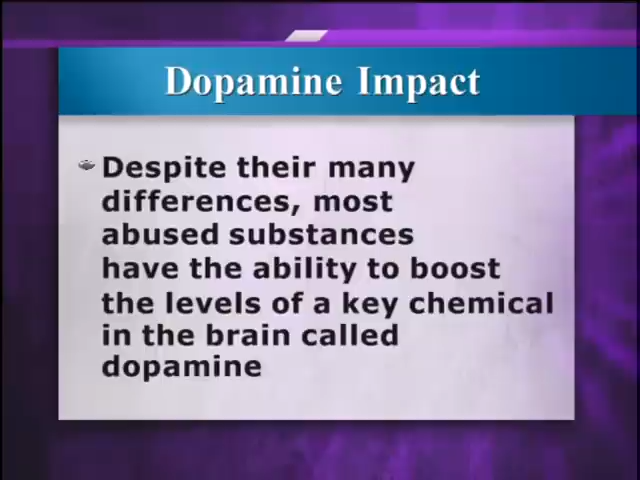 Dopamine Impact
Despite their many
differences, most
abused substances
have the ability to boost
the levels of a key chemical
in the brain called
dopamine